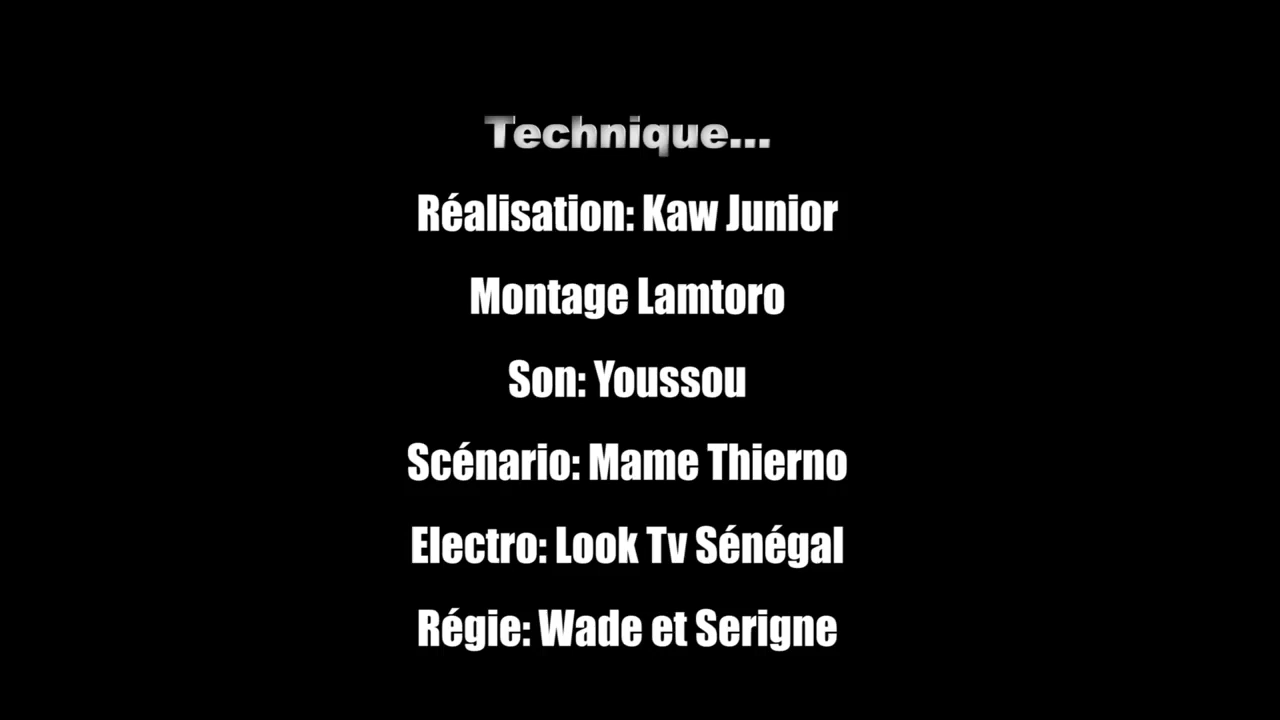 Technique...
Réalisation: Kaw Junior
Montage Lamtoro
Son: Youssou
Scénario: Mame Thierno
Electro: Look Tv Sénégal
Régie: Wade et Serigne